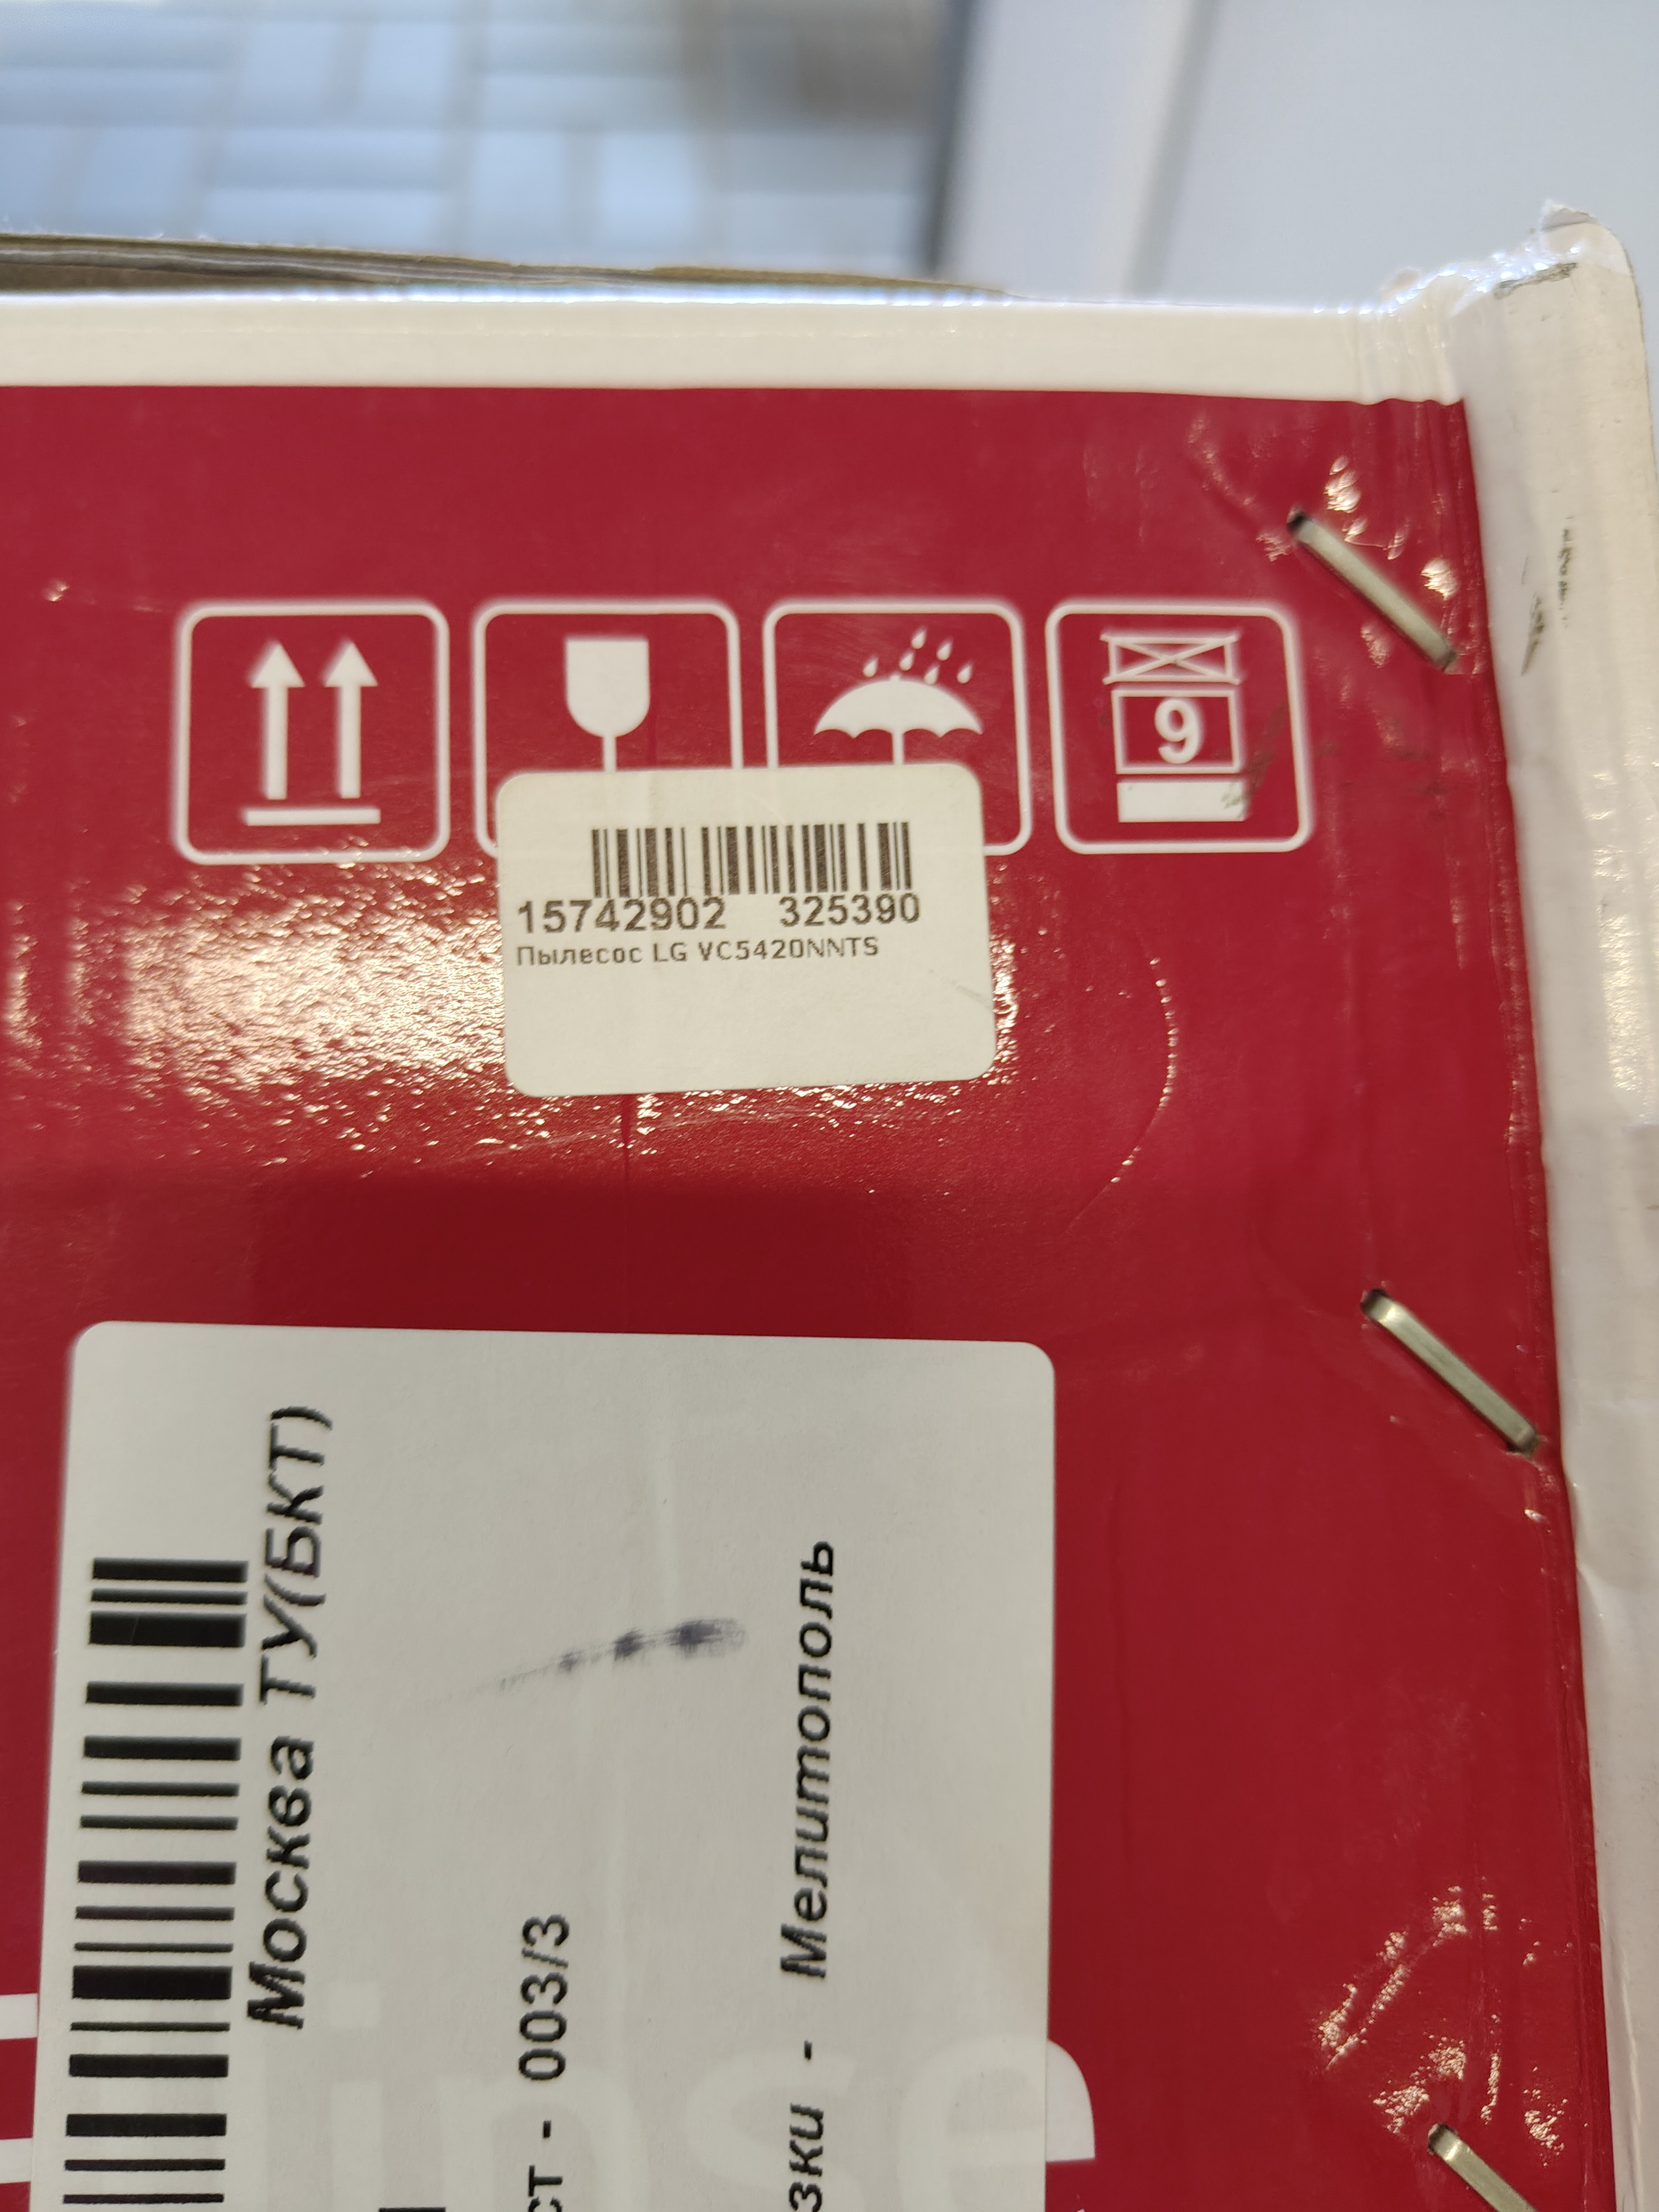 9
15742902 325390
Пылесос LG VC5420NNTS
Москва ТУ(БКТ)
ст - 003/3
зки - Мелитополь